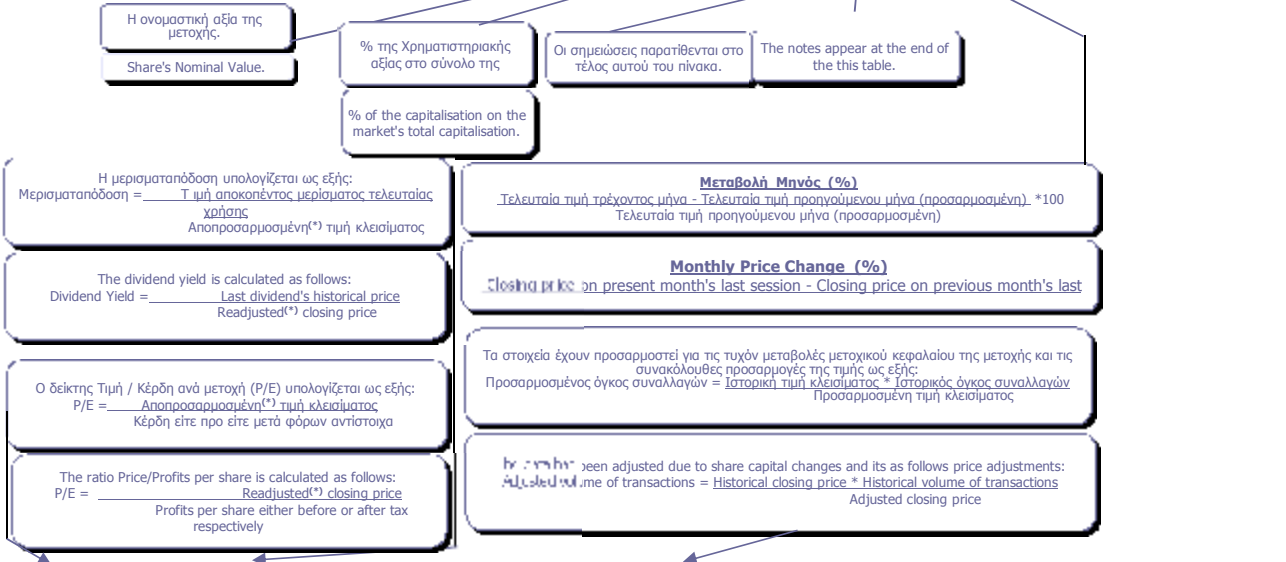 Η ονομαστική αξία της
μετοχής.
Share's Nominal Value.
% της Χρηματιστηριακής
αξίας στο σύνολο της
% of the capitalisation on the
market's total capitalisation.
Οι σημειώσεις παρατίθενται στο
τέλος αυτού του πίνακα.
The notes appear at the end of
the this table.
Η μερισματαπόδοση υπολογίζεται ως εξής:
Μερισματαπόδοση = Τ ιμή αποκοπέντος μερίσματος τελευταίας
χρήσης
Αποπροσαρμοσμένη(*) τιμή κλεισίματος
The dividend yield is calculated as follows:
Dividend Yield = Last dividend's historical price
Readjusted(*) closing price
Ο δείκτης Τιμή / Κέρδη ανά μετοχή (P/E) υπολογίζεται ως εξής:
P/E = Αποπροσαρμοσμένη(*) τιμή κλεισίματος
Κέρδη είτε προ είτε μετά φόρων αντίστοιχα
The ratio Price/Profits per share is calculated as follows:
P/E = Readjusted(*) closing price
Profits per share either before or after tax
respectively
Μεταβολή Μηνός (%)
Τελευταία τιμή τρέχοντος μήνα - Τελευταία τιμή προηγούμενου μήνα (προσαρμοσμένη) *100
Τελευταία τιμή προηγούμενου μήνα (προσαρμοσμένη)
Monthly Price Change (%)
Closing price on present month's last session - Closing price on previous month's last
Τα στοιχεία έχουν προσαρμοστεί για τις τυχόν μεταβολές μετοχικού κεφαλαίου της μετοχής και τις
συνακόλουθες προσαρμογές της τιμής ως εξής:
Προσαρμοσμένος όγκος συναλλαγών = Ιστορική τιμή κλεισίματος * Ιστορικός όγκος συναλλαγών
Προσαρμοσμένη τιμή κλεισίματος
been adjusted due to share capital changes and its as follows price adjustments:
Adjusted volume of transactions = Historical closing price * Historical volume of transactions
Adjusted closing price